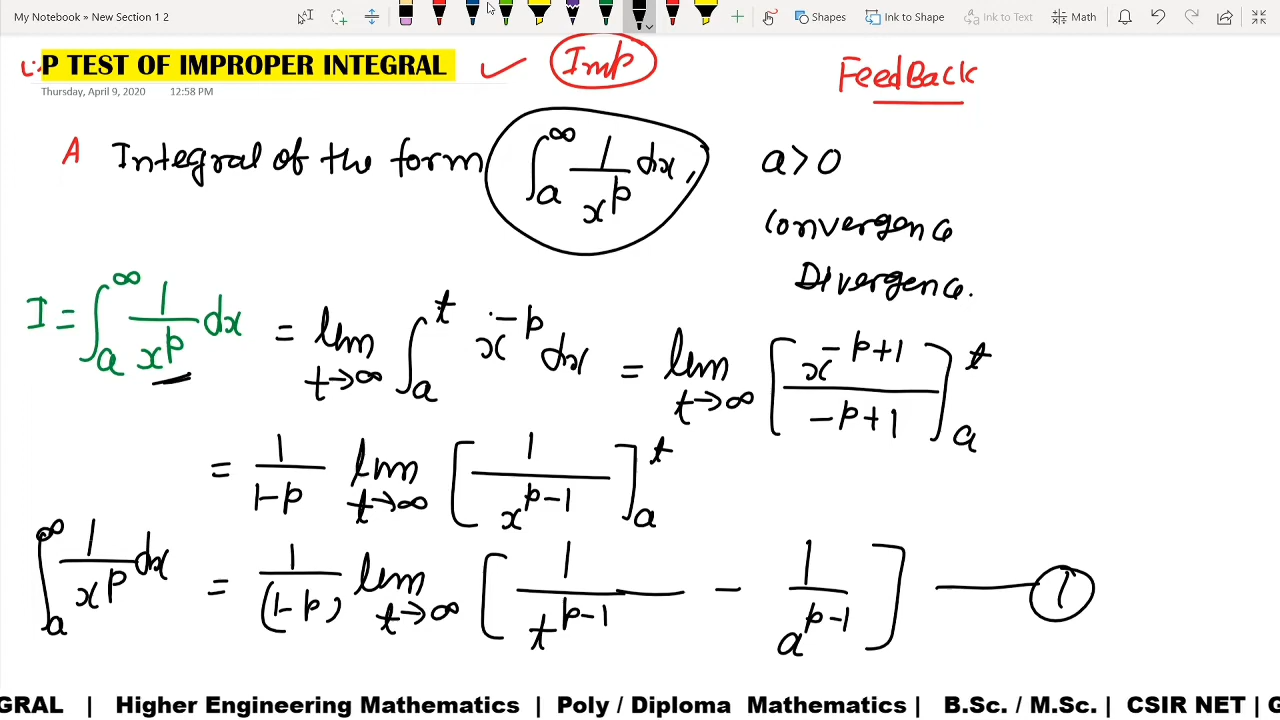 My Notebook » New Section 1 2
Shapes Ink to Shape Ink to Text Math
P TEST OF IMPROPER INTEGRAL ✓ Imp FeedBack
Thursday, April 9, 2020 12:58 PM
A Integral of the form ∫_a^∞ 1/x^p dx, a>0
Convergence
Divergence.
I = ∫_a^∞ 1/x^p dx = lim_{t→∞} ∫_a^t x^{-p} dx = lim_{t→∞} [x^{-p+1}/(-p+1)]_a^t
= 1/(1-p) lim_{t→∞} [1/x^{p-1}]_a^t
∫_a^∞ 1/x^p dx = 1/(1-p) lim_{t→∞} [1/t^{p-1} - 1/a^{p-1}] — ①
GRAL | Higher Engineering Mathematics | Poly / Diploma Mathematics | B.Sc. / M.Sc. | CSIR NET | G